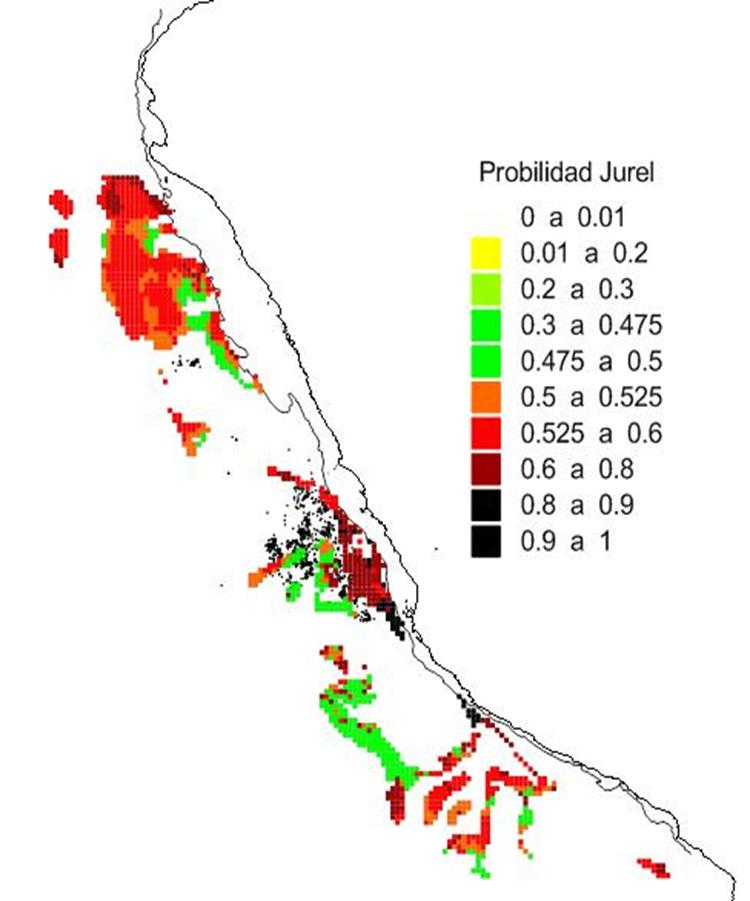 Probilidad Jurel
0 a 0.01
0.01 a 0.2
0.2 a 0.3
0.3 a 0.475
0.475 a 0.5
0.5 a 0.525
0.525 a 0.6
0.6 a 0.8
0.8 a 0.9
0.9 a 1